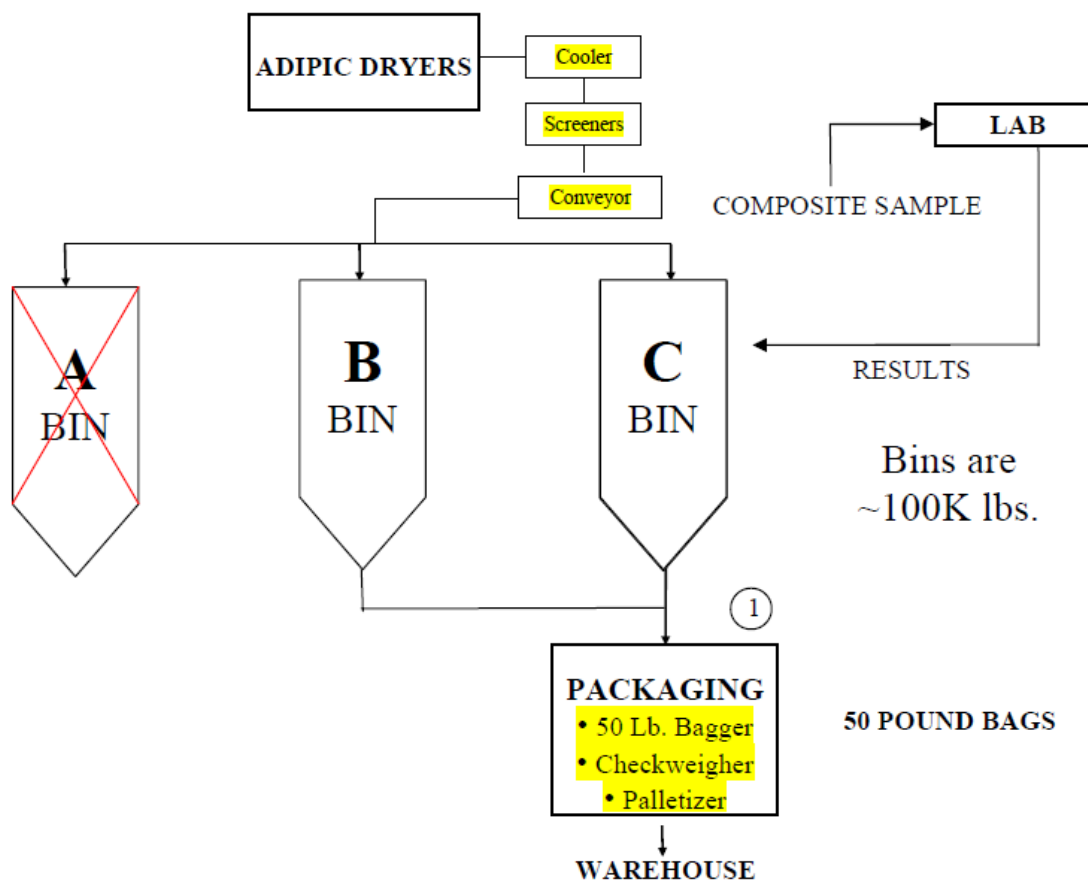 ADIPIC DRYERS
Cooler
Screeners
Conveyor
LAB
COMPOSITE SAMPLE
A
BIN
B
BIN
C
BIN
RESULTS
Bins are
~100K lbs.
1
PACKAGING
• 50 Lb. Bagger
• Checkweigher
• Palletizer
50 POUND BAGS
WAREHOUSE